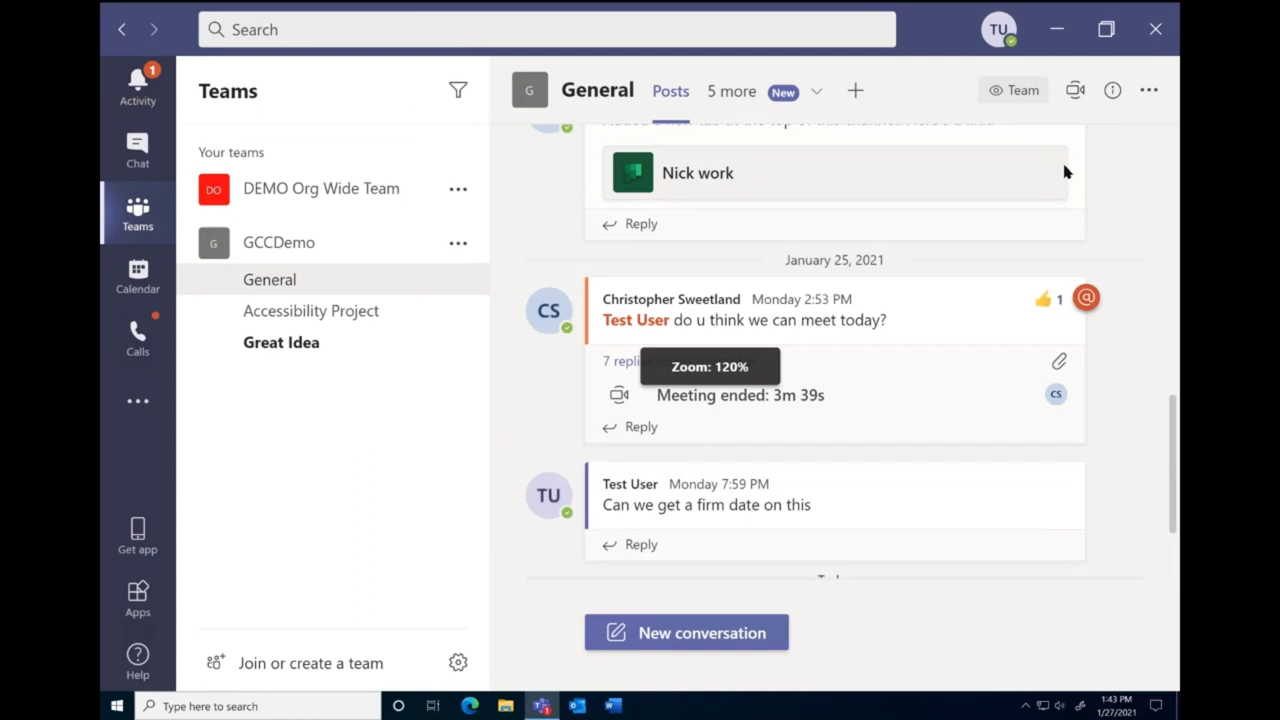 Search
TU
Activity
1
Chat
Teams
Calendar
Calls
Get app
Apps
Help
Teams
Your teams
DO
DEMO Org Wide Team
G
GCCDemo
General
Accessibility Project
Great Idea
Join or create a team
G
General
Posts
5 more
New
Team
Nick work
Reply
January 25, 2021
CS
Christopher Sweetland Monday 2:53 PM
1
@
Test User do u think we can meet today?
7 repli
Zoom: 120%
Meeting ended: 3m 39s
CS
Reply
TU
Test User Monday 7:59 PM
Can we get a firm date on this
Reply
New conversation
Type here to search
1:43 PM
1/27/2021